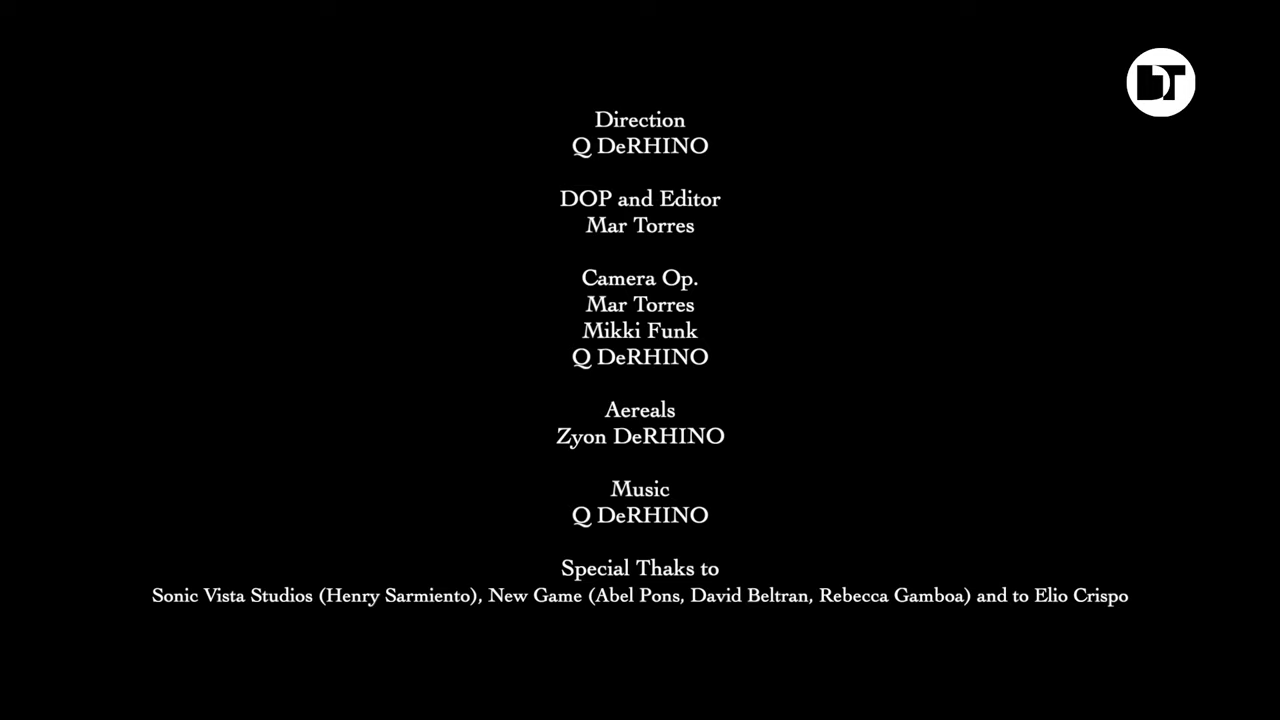 DT
Direction
Q DeRHINO
DOP and Editor
Mar Torres
Camera Op.
Mar Torres
Mikki Funk
Q DeRHINO
Aereals
Zyon DeRHINO
Music
Q DeRHINO
Special Thaks to
Sonic Vista Studios (Henry Sarmiento), New Game (Abel Pons, David Beltran, Rebecca Gamboa) and to Elio Crispo